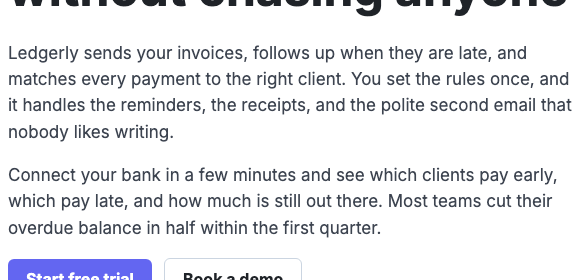 without chasing anyone
Ledgerly sends your invoices, follows up when they are late, and
matches every payment to the right client. You set the rules once, and
it handles the reminders, the receipts, and the polite second email that
nobody likes writing.
Connect your bank in a few minutes and see which clients pay early,
which pay late, and how much is still out there. Most teams cut their
overdue balance in half within the first quarter.
Start free trial
Book a demo